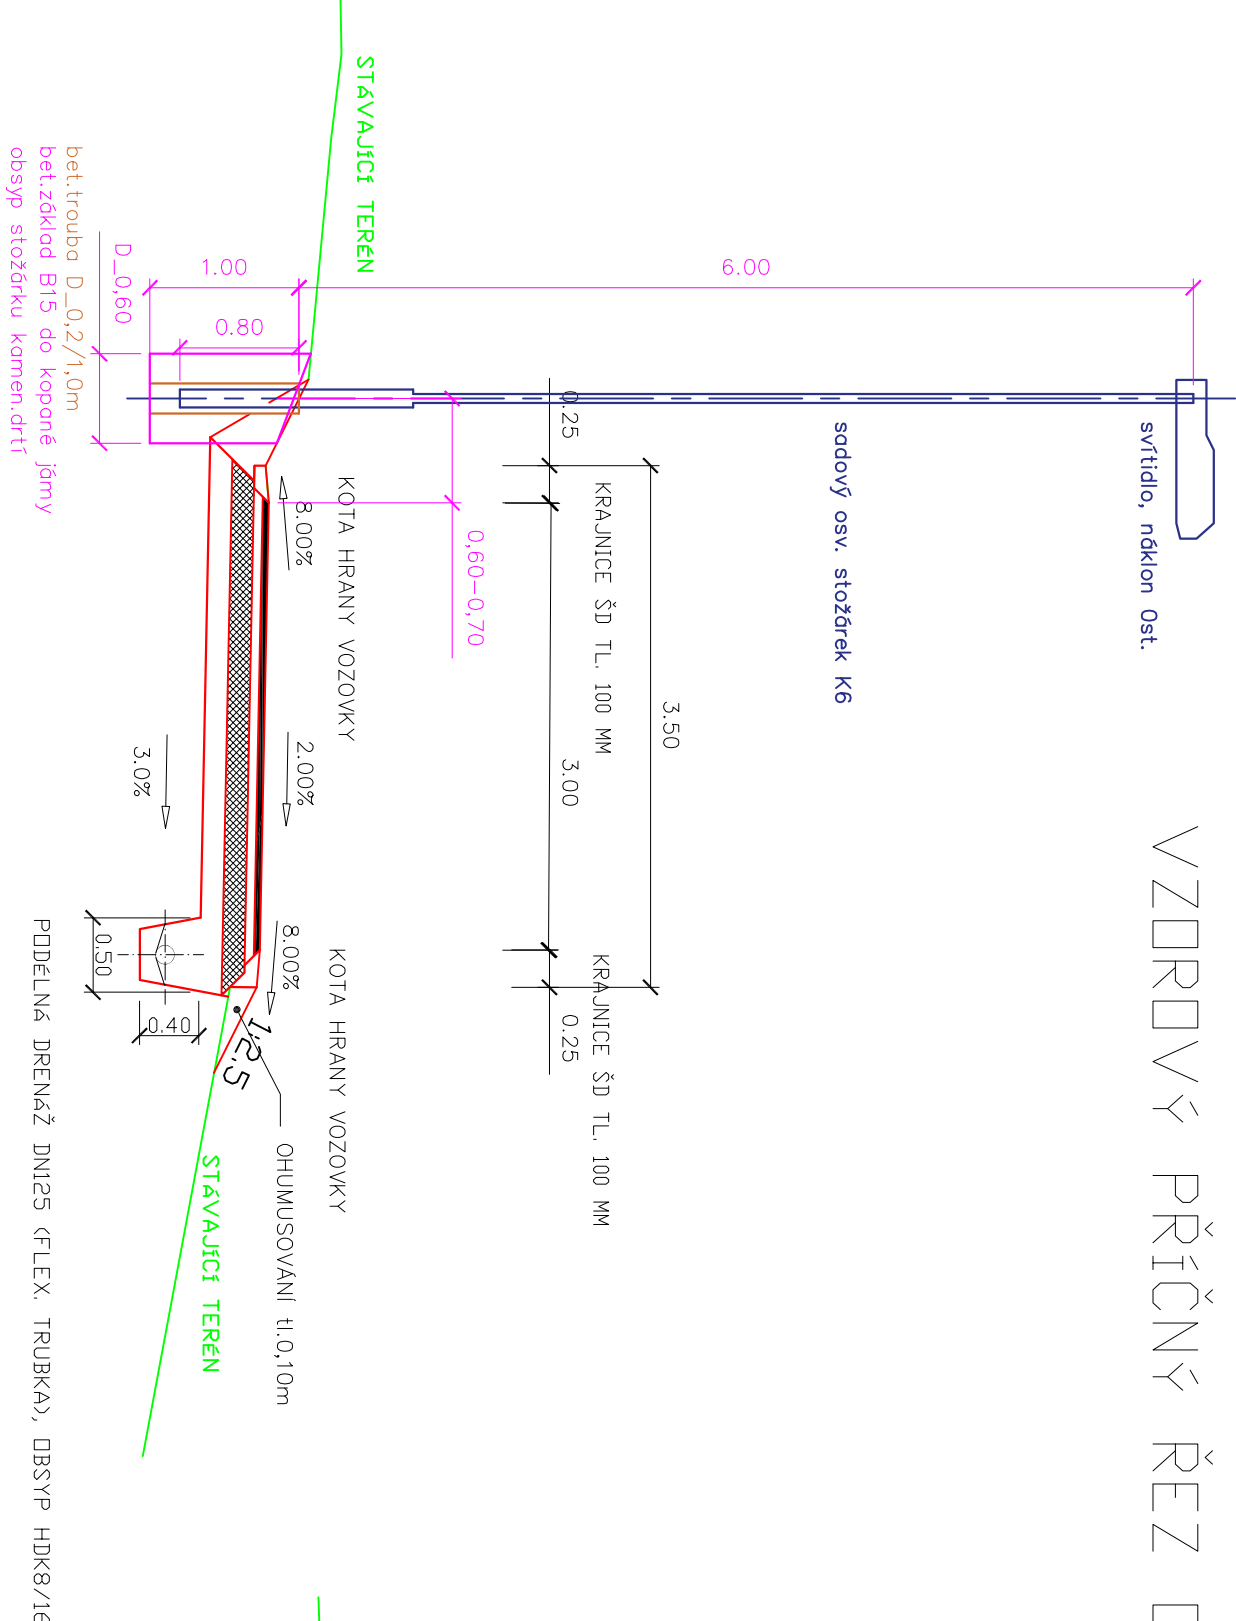 VZOROVÝ PŘÍČNÝ ŘEZ
svítidlo, náklon 0st.
sadový osv. stožárek K6
6.00
3.50
KRAJNICE ŠD TL. 100 MM
KRAJNICE ŠD TL. 100 MM
0.25
3.00
0.25
0,60-0,70
STÁVAJÍCÍ TERÉN
KOTA HRANY VOZOVKY
KOTA HRANY VOZOVKY
8.00%
2.00%
8.00%
OHUMUSOVÁNÍ tl.0,10m
1:2.5
1.00
0.80
STÁVAJÍCÍ TERÉN
3.0%
0.40
D_0,60
0.50
bet.trouba D_0,2/1,0m
bet.základ B15 do kopané jámy
obsyp stožárku kamen.drtí
PODÉLNÁ DRENÁŽ DN125 (FLEX. TRUBKA), OBSYP HDK8/16